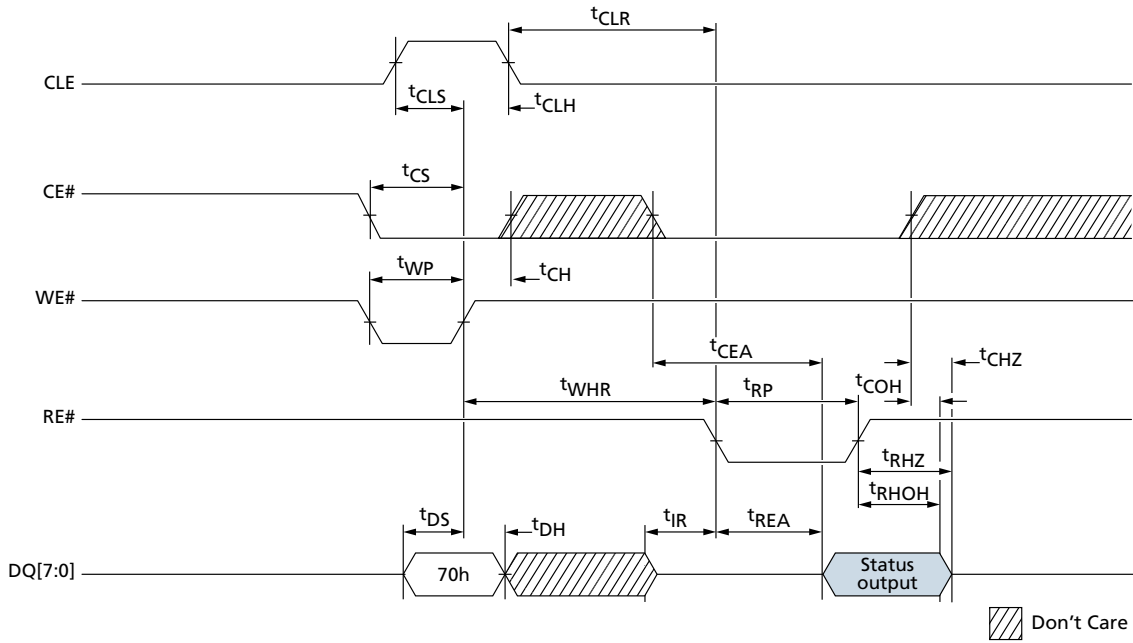 tCLR
CLE
tCLS
tCLH
tCS
CE#
tWP
tCH
WE#
tCEA
tCHZ
tWHR
tRP
tCOH
RE#
tRHZ
tRHOH
tDS
tDH
tIR
tREA
DQ[7:0]
70h
Status
output
Don't Care